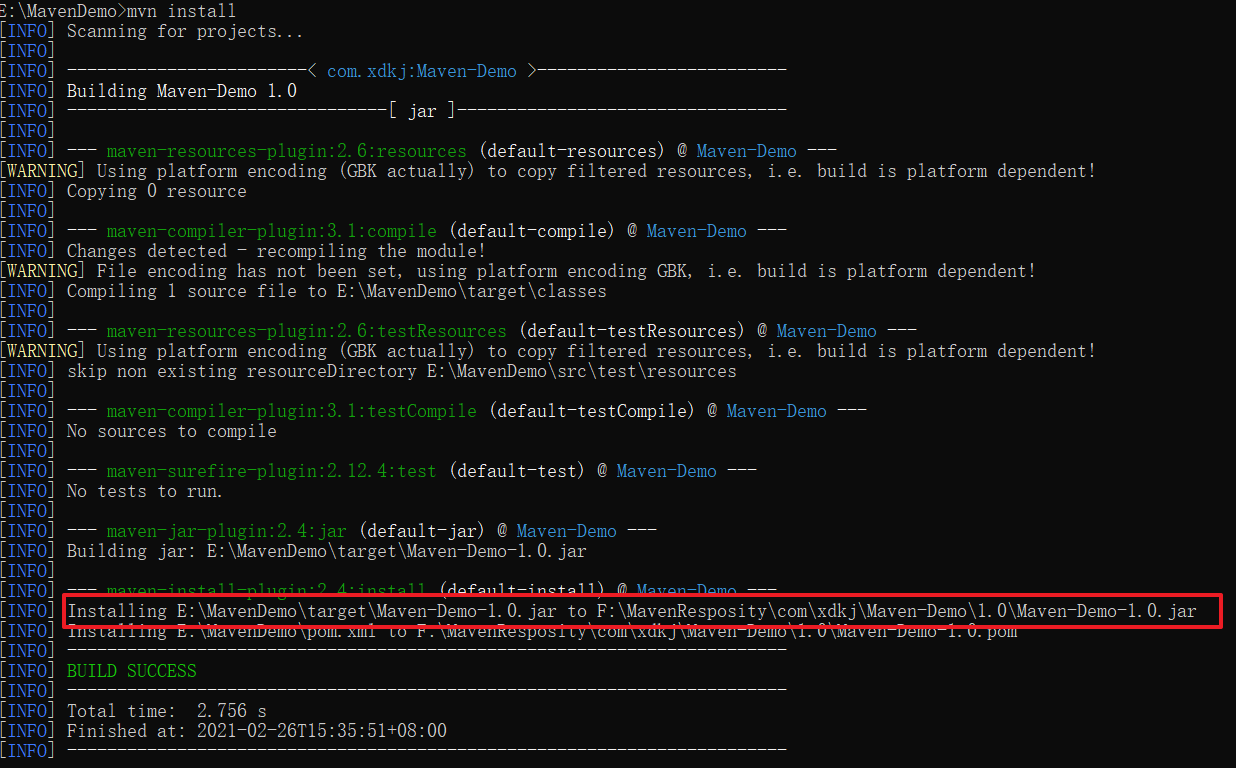 E:\MavenDemo>mvn install
[INFO] Scanning for projects...
[INFO]
[INFO] ------------------------< com.xdkj:Maven-Demo >-------------------------
[INFO] Building Maven-Demo 1.0
[INFO] --------------------------------[ jar ]---------------------------------
[INFO]
[INFO] --- maven-resources-plugin:2.6:resources (default-resources) @ Maven-Demo ---
[WARNING] Using platform encoding (GBK actually) to copy filtered resources, i.e. build is platform dependent!
[INFO] Copying 0 resource
[INFO]
[INFO] --- maven-compiler-plugin:3.1:compile (default-compile) @ Maven-Demo ---
[INFO] Changes detected - recompiling the module!
[WARNING] File encoding has not been set, using platform encoding GBK, i.e. build is platform dependent!
[INFO] Compiling 1 source file to E:\MavenDemo\target\classes
[INFO]
[INFO] --- maven-resources-plugin:2.6:testResources (default-testResources) @ Maven-Demo ---
[WARNING] Using platform encoding (GBK actually) to copy filtered resources, i.e. build is platform dependent!
[INFO] skip non existing resourceDirectory E:\MavenDemo\src\test\resources
[INFO]
[INFO] --- maven-compiler-plugin:3.1:testCompile (default-testCompile) @ Maven-Demo ---
[INFO] No sources to compile
[INFO]
[INFO] --- maven-surefire-plugin:2.12.4:test (default-test) @ Maven-Demo ---
[INFO] No tests to run.
[INFO]
[INFO] --- maven-jar-plugin:2.4:jar (default-jar) @ Maven-Demo ---
[INFO] Building jar: E:\MavenDemo\target\Maven-Demo-1.0.jar
[INFO]
[INFO] --- maven-install-plugin:2.4:install (default-install) @ Maven-Demo ---
[INFO] Installing E:\MavenDemo\target\Maven-Demo-1.0.jar to F:\MavenResposity\com\xdkj\Maven-Demo\1.0\Maven-Demo-1.0.jar
[INFO] Installing E:\MavenDemo\pom.xml to F:\MavenResposity\com\xdkj\Maven-Demo\1.0\Maven-Demo-1.0.pom
[INFO] ------------------------------------------------------------------------
[INFO] BUILD SUCCESS
[INFO] ------------------------------------------------------------------------
[INFO] Total time:  2.756 s
[INFO] Finished at: 2021-02-26T15:35:51+08:00
[INFO] ------------------------------------------------------------------------